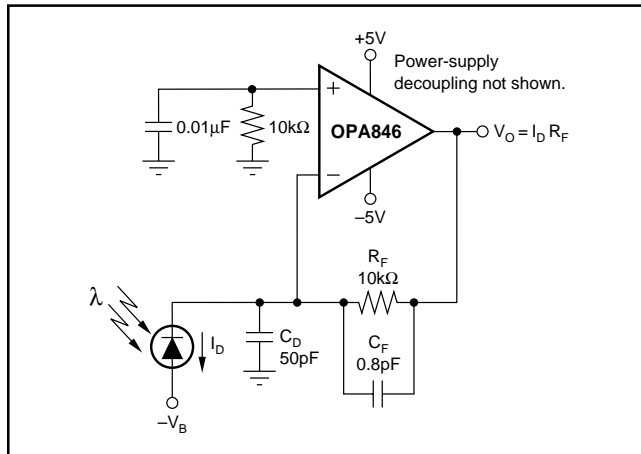 +5V
Power-supply
decoupling not shown.
+
0.01µF
10kΩ
OPA846
V_O = I_D R_F
−
−5V
R_F
10kΩ
λ
I_D
C_D
50pF
C_F
0.8pF
−V_B